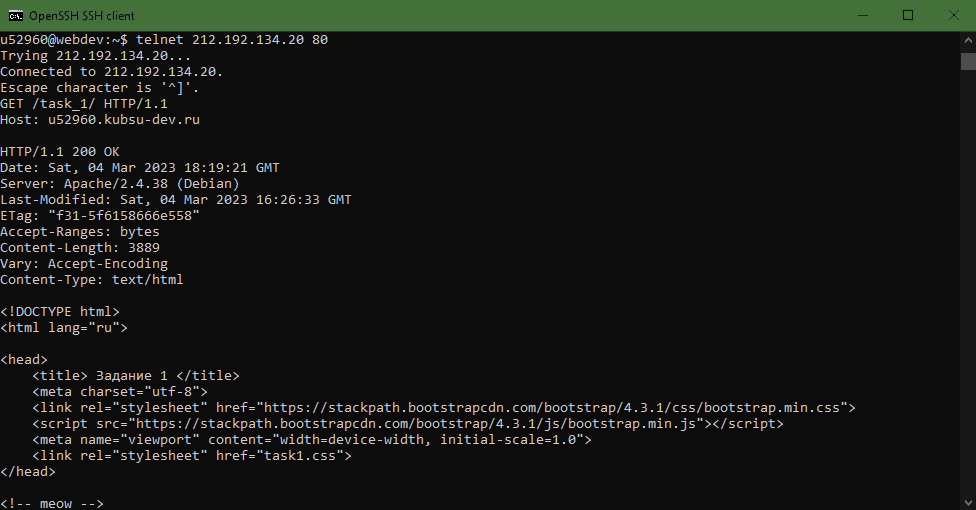 OpenSSH SSH client
u52960@webdev:~$ telnet 212.192.134.20 80
Trying 212.192.134.20...
Connected to 212.192.134.20.
Escape character is '^]'.
GET /task_1/ HTTP/1.1
Host: u52960.kubsu-dev.ru

HTTP/1.1 200 OK
Date: Sat, 04 Mar 2023 18:19:21 GMT
Server: Apache/2.4.38 (Debian)
Last-Modified: Sat, 04 Mar 2023 16:26:33 GMT
ETag: "f31-5f6158666e558"
Accept-Ranges: bytes
Content-Length: 3889
Vary: Accept-Encoding
Content-Type: text/html

<!DOCTYPE html>
<html lang="ru">

<head>
    <title> Задание 1 </title>
    <meta charset="utf-8">
    <link rel="stylesheet" href="https://stackpath.bootstrapcdn.com/bootstrap/4.3.1/css/bootstrap.min.css">
    <script src="https://stackpath.bootstrapcdn.com/bootstrap/4.3.1/js/bootstrap.min.js"></script>
    <meta name="viewport" content="width=device-width, initial-scale=1.0">
    <link rel="stylesheet" href="task1.css">
</head>

<!-- meow -->